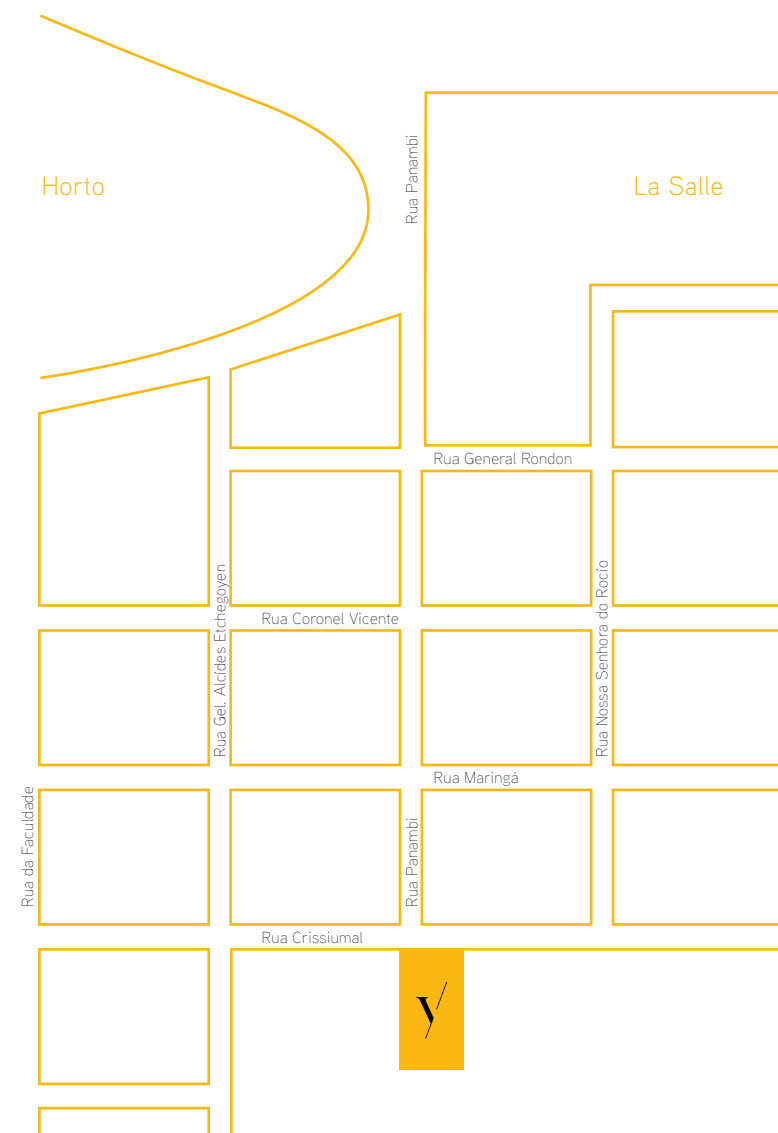 Rua Panambi
Horto
La Salle
Rua General Rondon
Rua Gel. Alcides Etchegoyen
Rua Nossa Senhora do Rocio
Rua Coronel Vicente
Rua Maringá
Rua da Faculdade
Rua Panambi
Rua Crissiumal
V